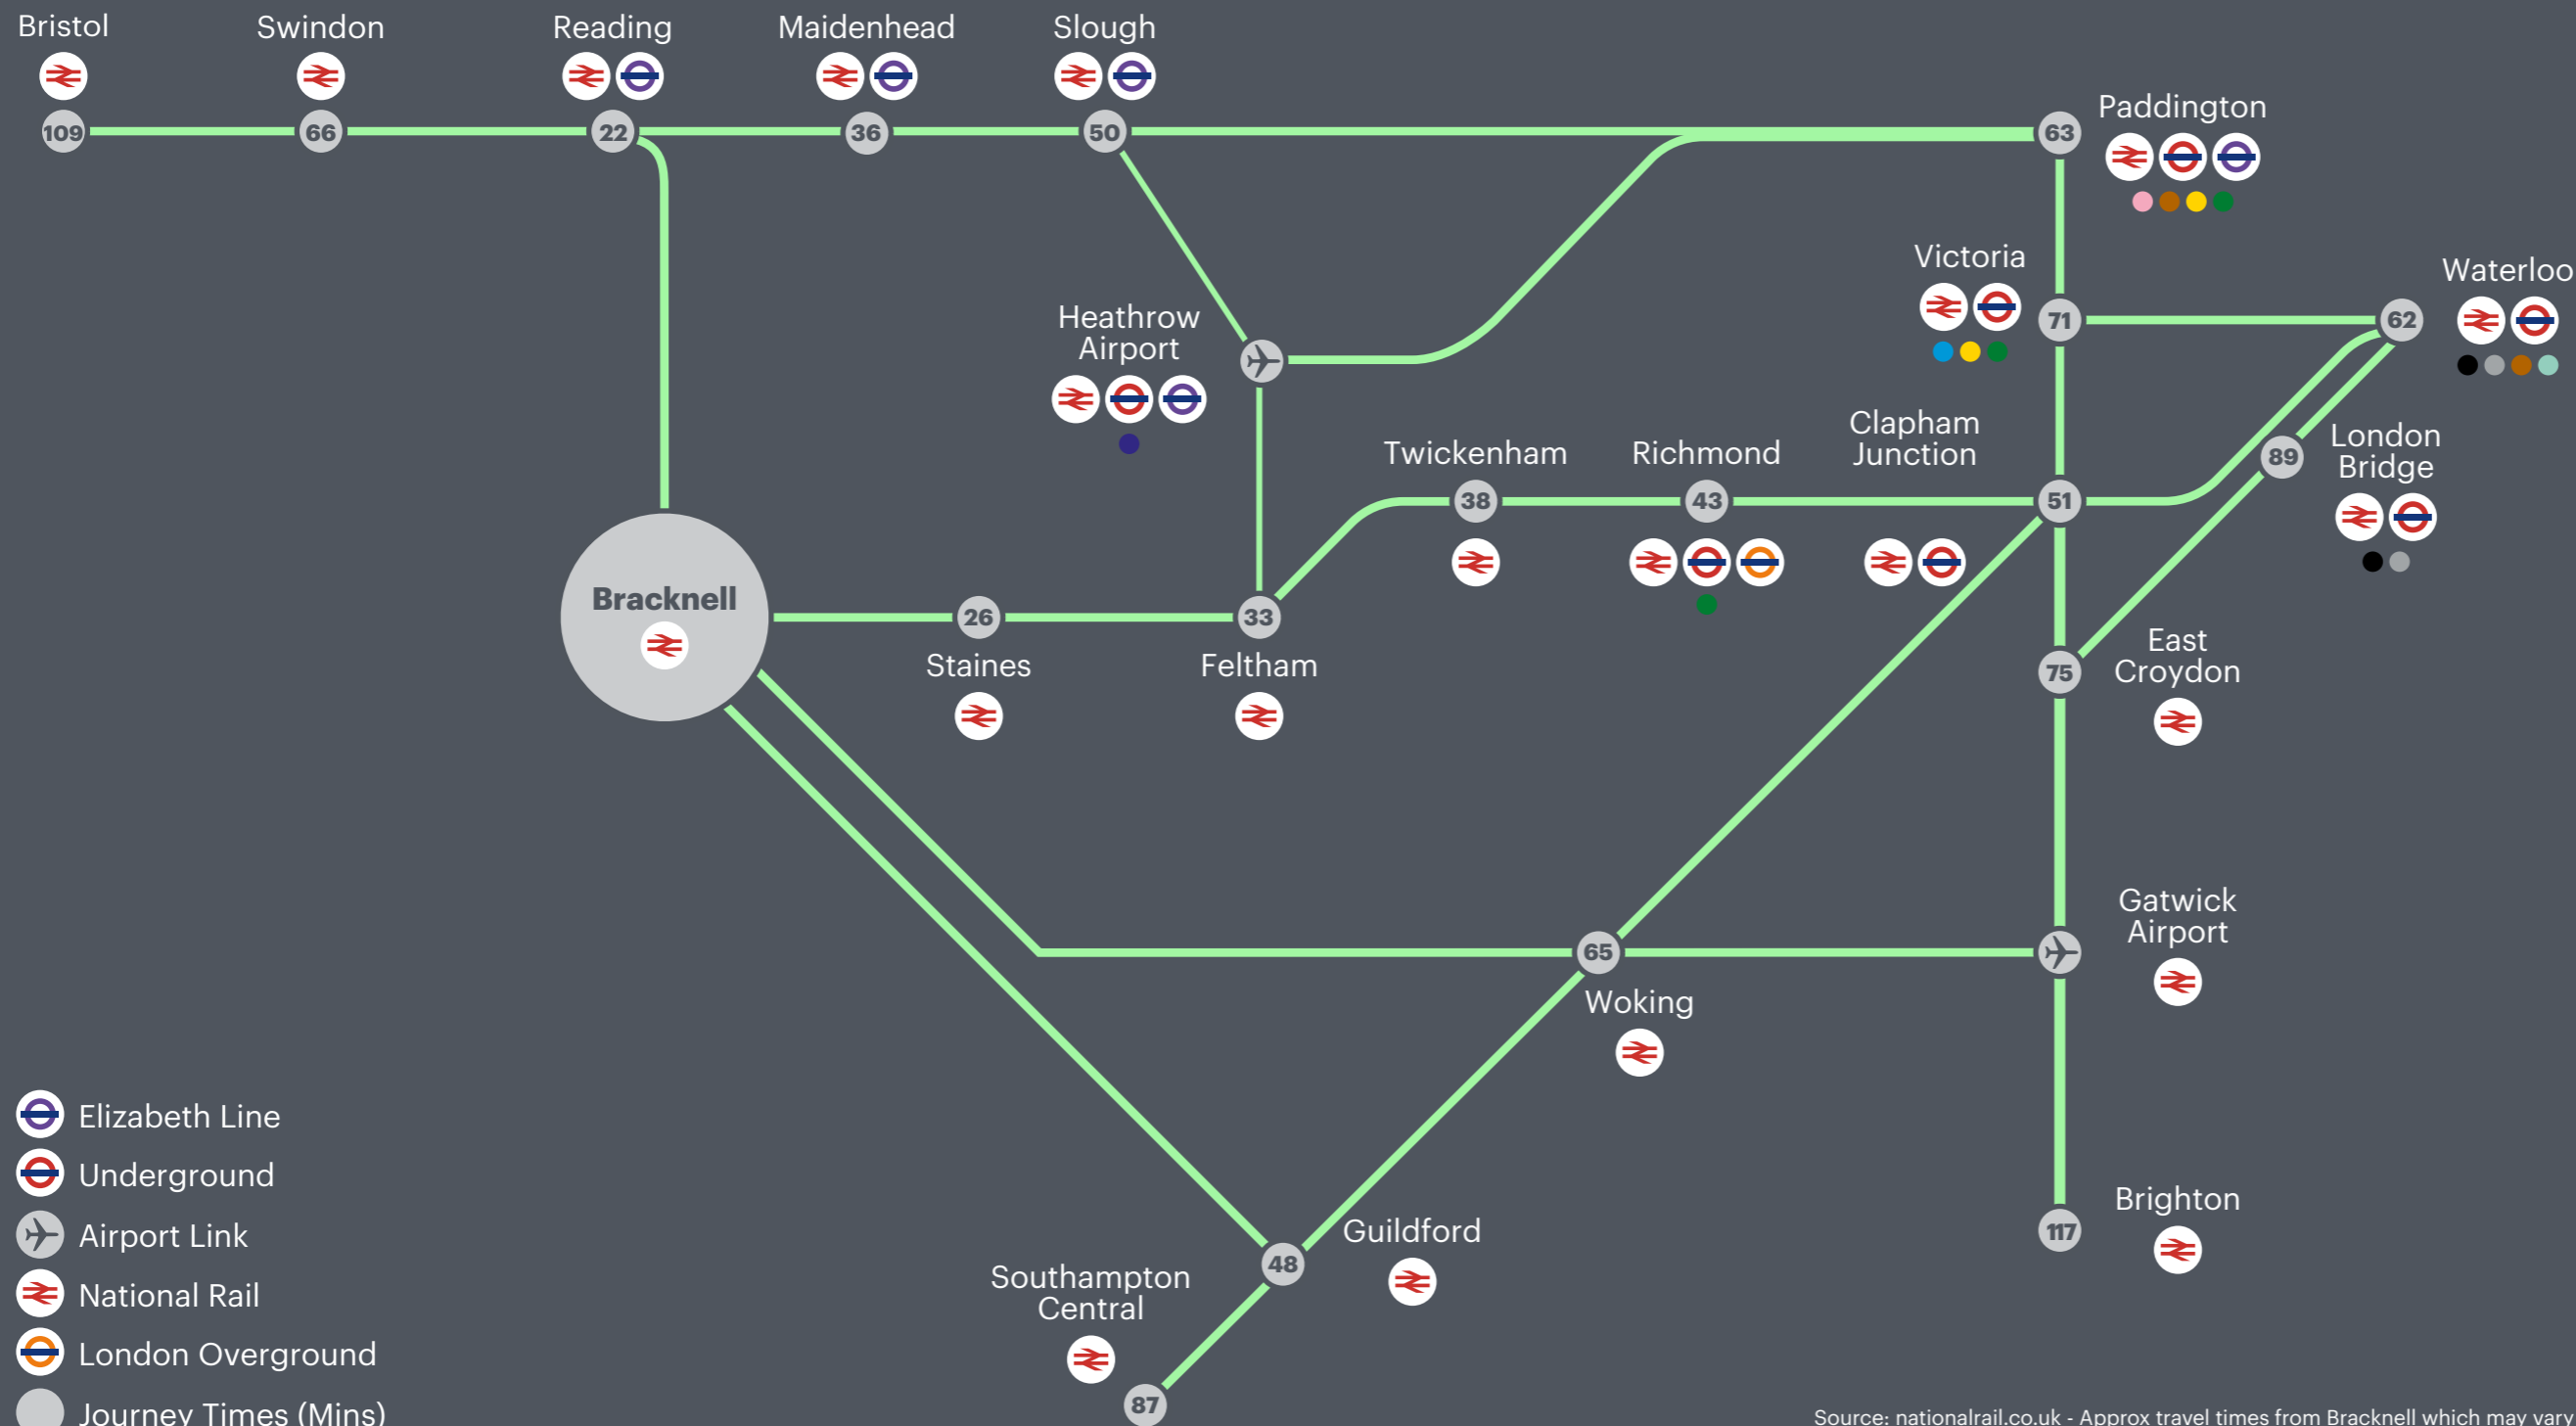 Bristol
109
Swindon
66
Reading
22
Maidenhead
36
Slough
50
Paddington
63
Victoria
71
Waterloo
62
Heathrow
Airport
Twickenham
38
Richmond
43
Clapham
Junction
51
London
Bridge
89
Bracknell
26
Staines
33
Feltham
East
Croydon
75
Gatwick
Airport
65
Woking
Brighton
117
Guildford
48
Southampton
Central
87
Elizabeth Line
Underground
Airport Link
National Rail
London Overground
Journey Times (Mins)
Source: nationalrail.co.uk - Approx travel times from Bracknell which may vary